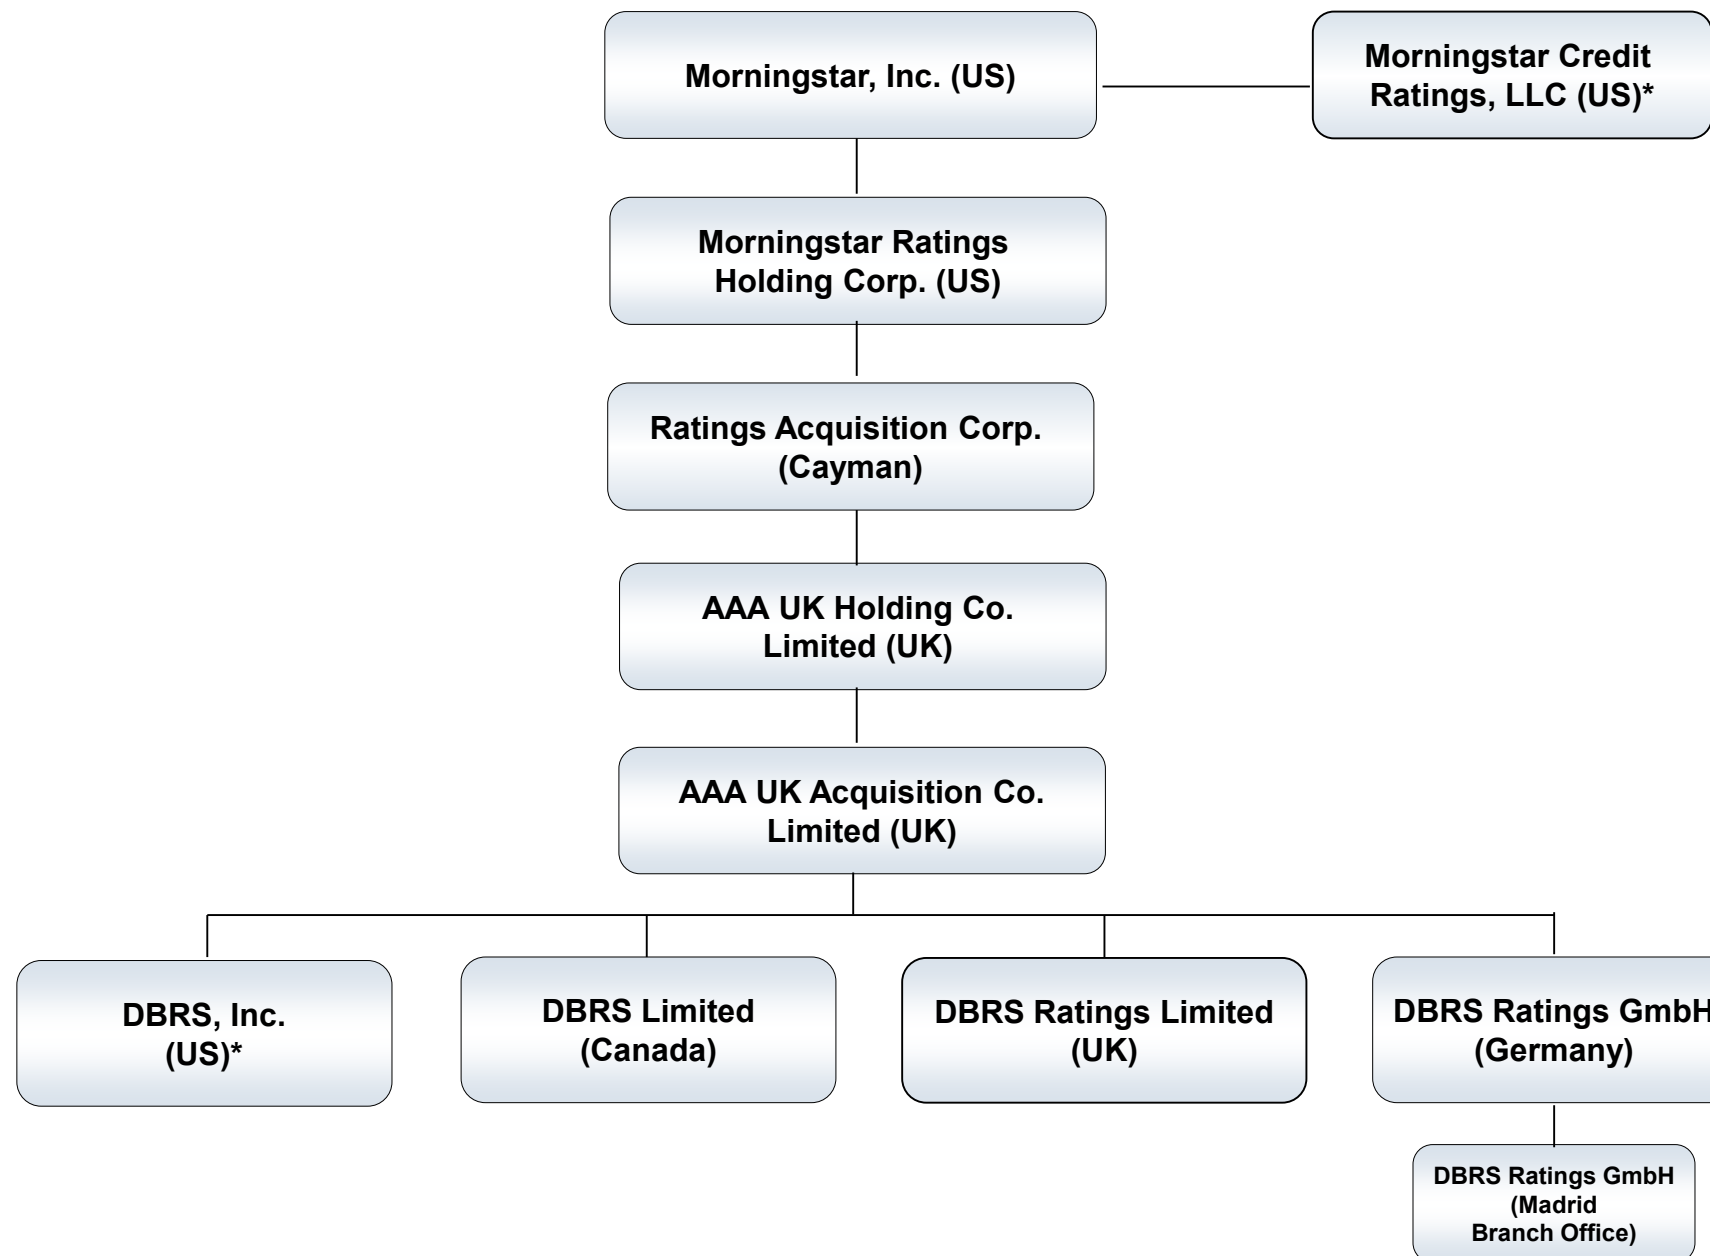 Morningstar, Inc. (US)
Morningstar Credit
Ratings, LLC (US)*
Morningstar Ratings
Holding Corp. (US)
Ratings Acquisition Corp.
(Cayman)
AAA UK Holding Co.
Limited (UK)
AAA UK Acquisition Co.
Limited (UK)
DBRS, Inc.
(US)*
DBRS Limited
(Canada)
DBRS Ratings Limited
(UK)
DBRS Ratings GmbH
(Germany)
DBRS Ratings GmbH
(Madrid
Branch Office)